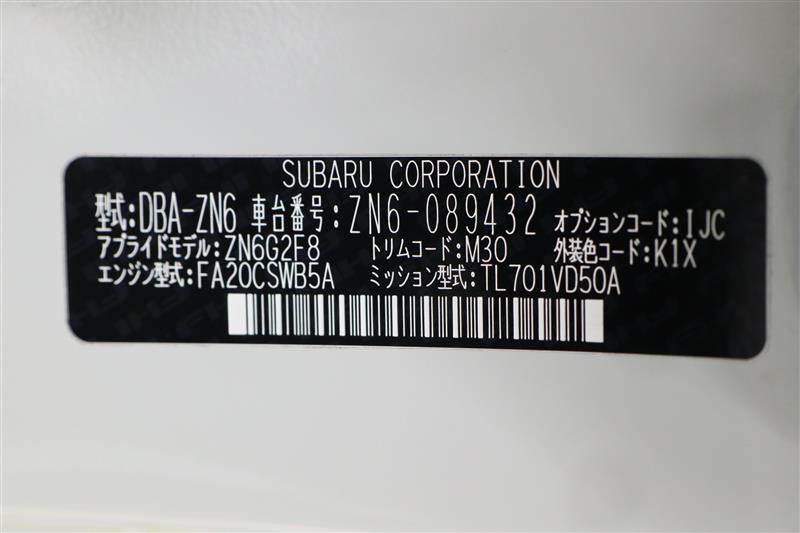 SUBARU CORPORATION
型式:DBA-ZN6 車台番号:ZN6-089432 オプションコード:IJC
アプライドモデル:ZN6G2F8 トリムコード:M30 外装色コード:K1X
エンジン型式:FA20CSWB5A ミッション型式:TL701VD50A